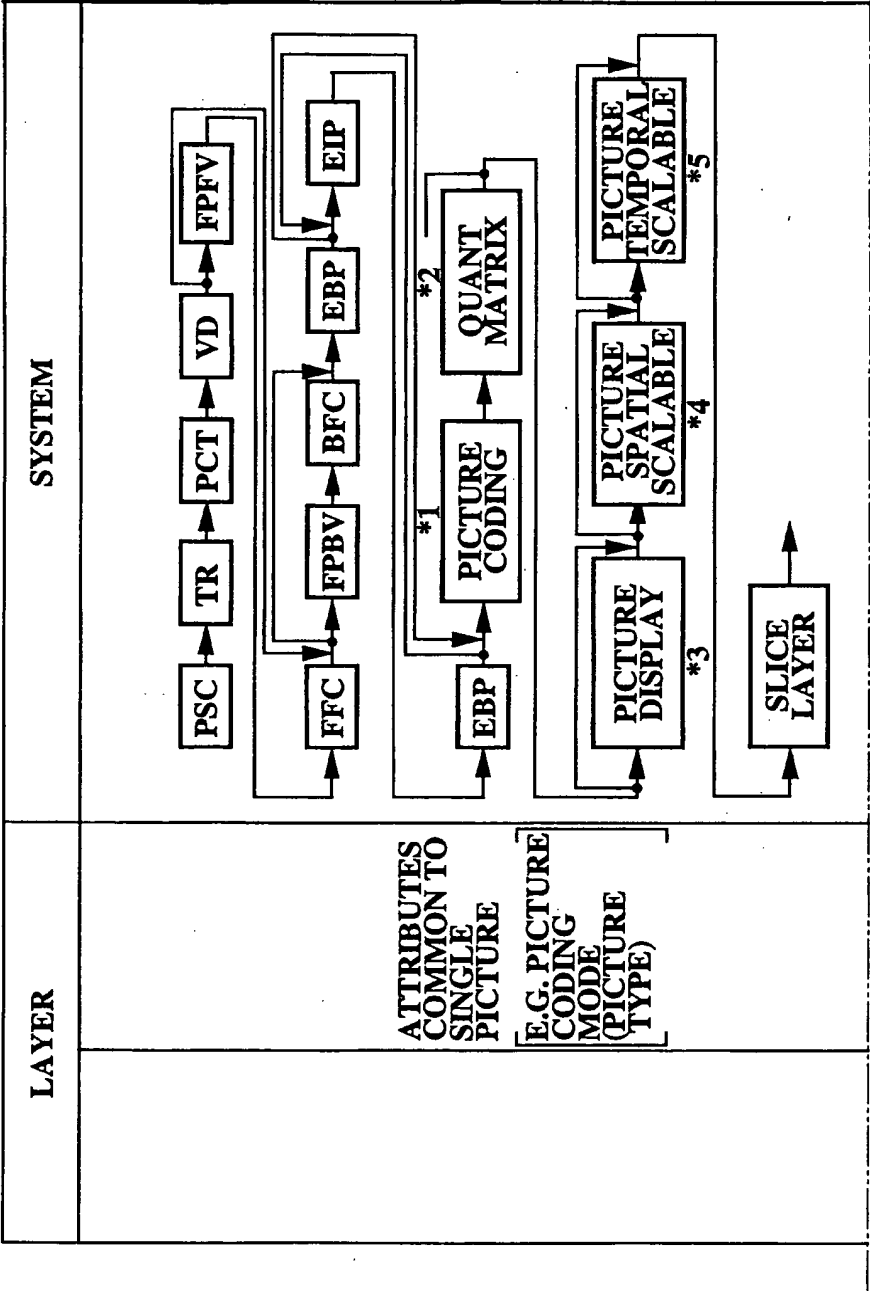 LAYER
SYSTEM
ATTRIBUTES
COMMON TO
SINGLE
PICTURE
E.G. PICTURE
CODING
MODE
(PICTURE
TYPE)
PSC
TR
PCT
VD
FPFV
FFC
FPBV
BFC
EBP
EIP
EBP
*1
PICTURE
CODING
*2
QUANT
MATRIX
PICTURE
DISPLAY
*3
PICTURE
SPATIAL
SCALABLE
*4
PICTURE
TEMPORAL
SCALABLE
*5
SLICE
LAYER